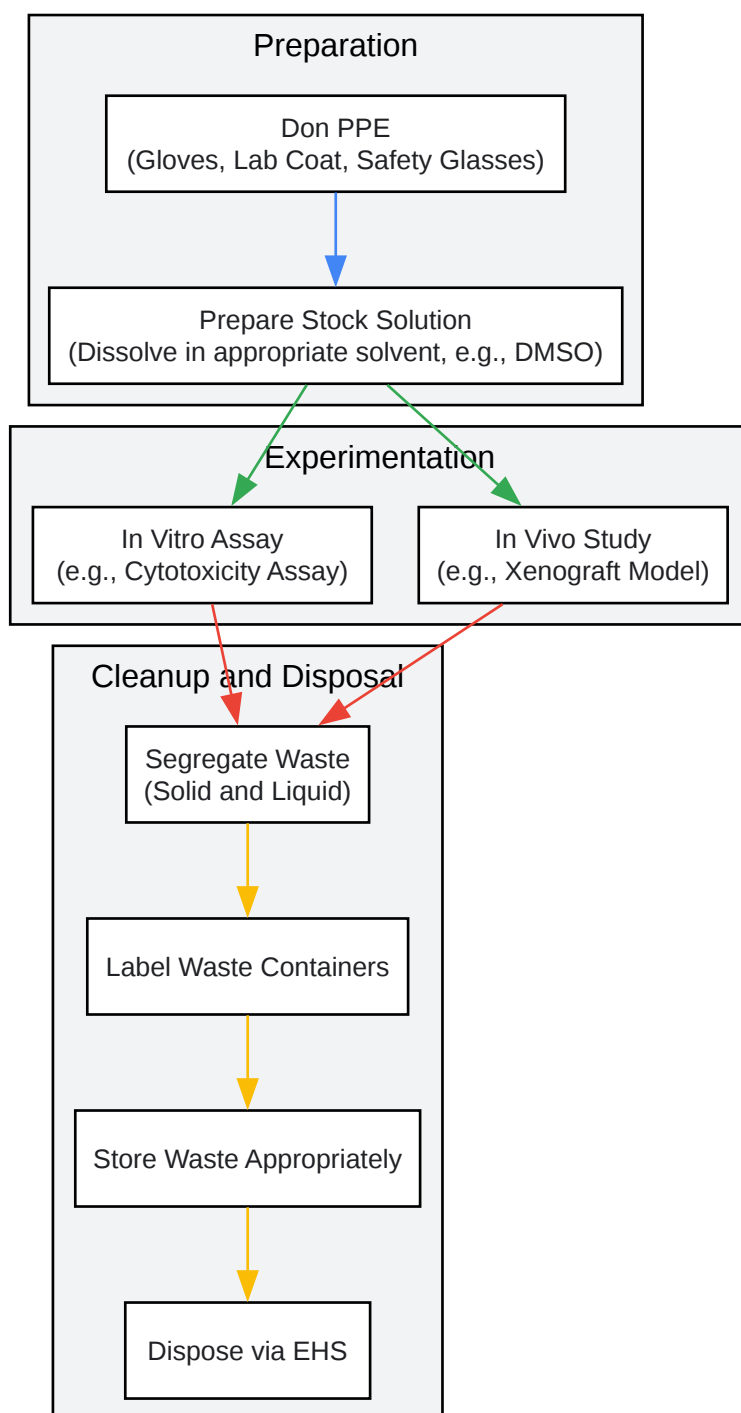 Preparation
Don PPE
(Gloves, Lab Coat, Safety Glasses)
Prepare Stock Solution
(Dissolve in appropriate solvent, e.g., DMSO)
Experimentation
In Vitro Assay
(e.g., Cytotoxicity Assay)
In Vivo Study
(e.g., Xenograft Model)
Cleanup and Disposal
Segregate Waste
(Solid and Liquid)
Label Waste Containers
Store Waste Appropriately
Dispose via EHS